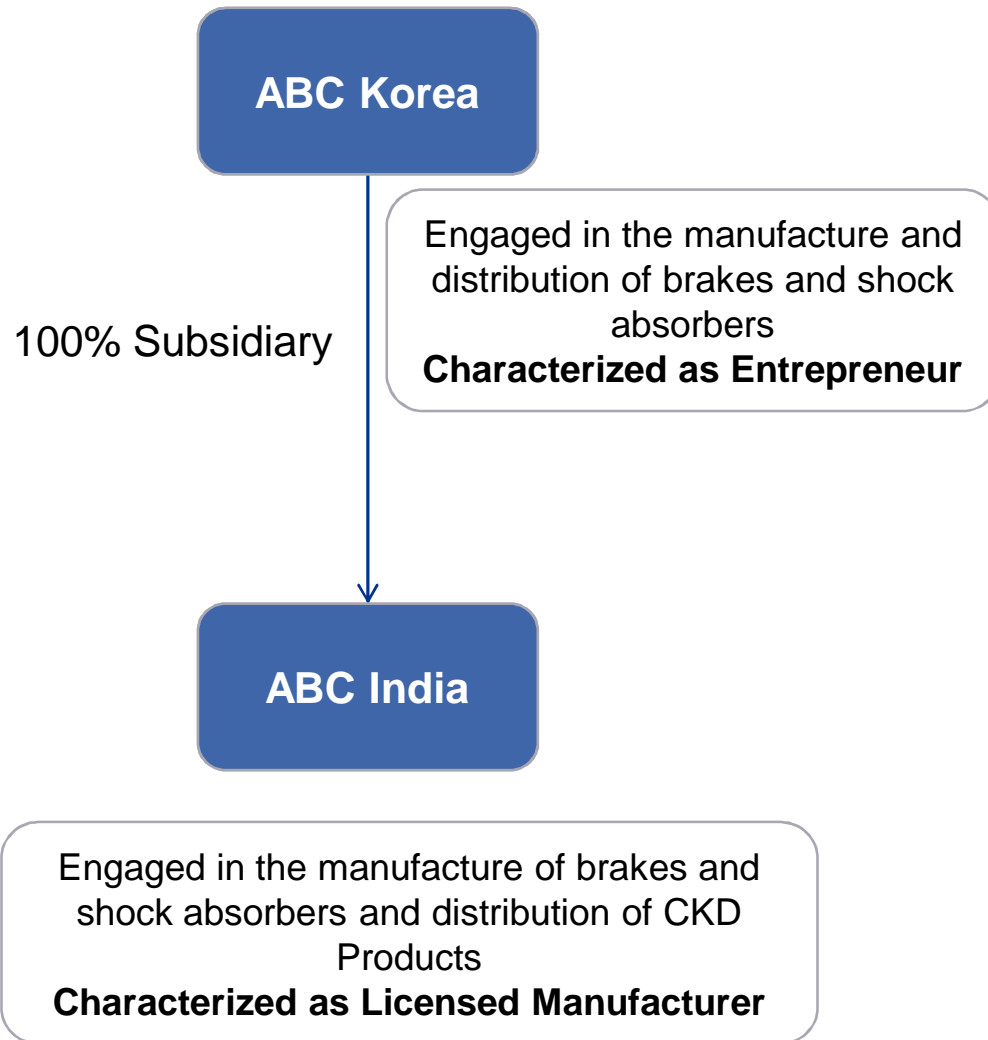 ABC Korea
Engaged in the manufacture and
distribution of brakes and shock
absorbers
Characterized as Entrepreneur
100% Subsidiary
ABC India
Engaged in the manufacture of brakes and
shock absorbers and distribution of CKD
Products
Characterized as Licensed Manufacturer